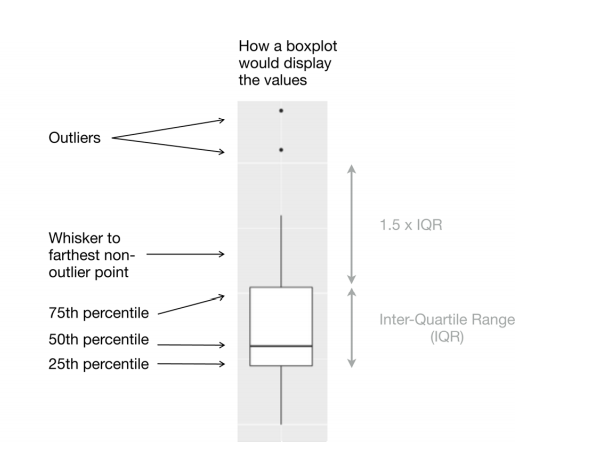 How a boxplot
would display
the values
Outliers
1.5 x IQR
Whisker to
farthest non-
outlier point
75th percentile
50th percentile
25th percentile
Inter-Quartile Range
(IQR)